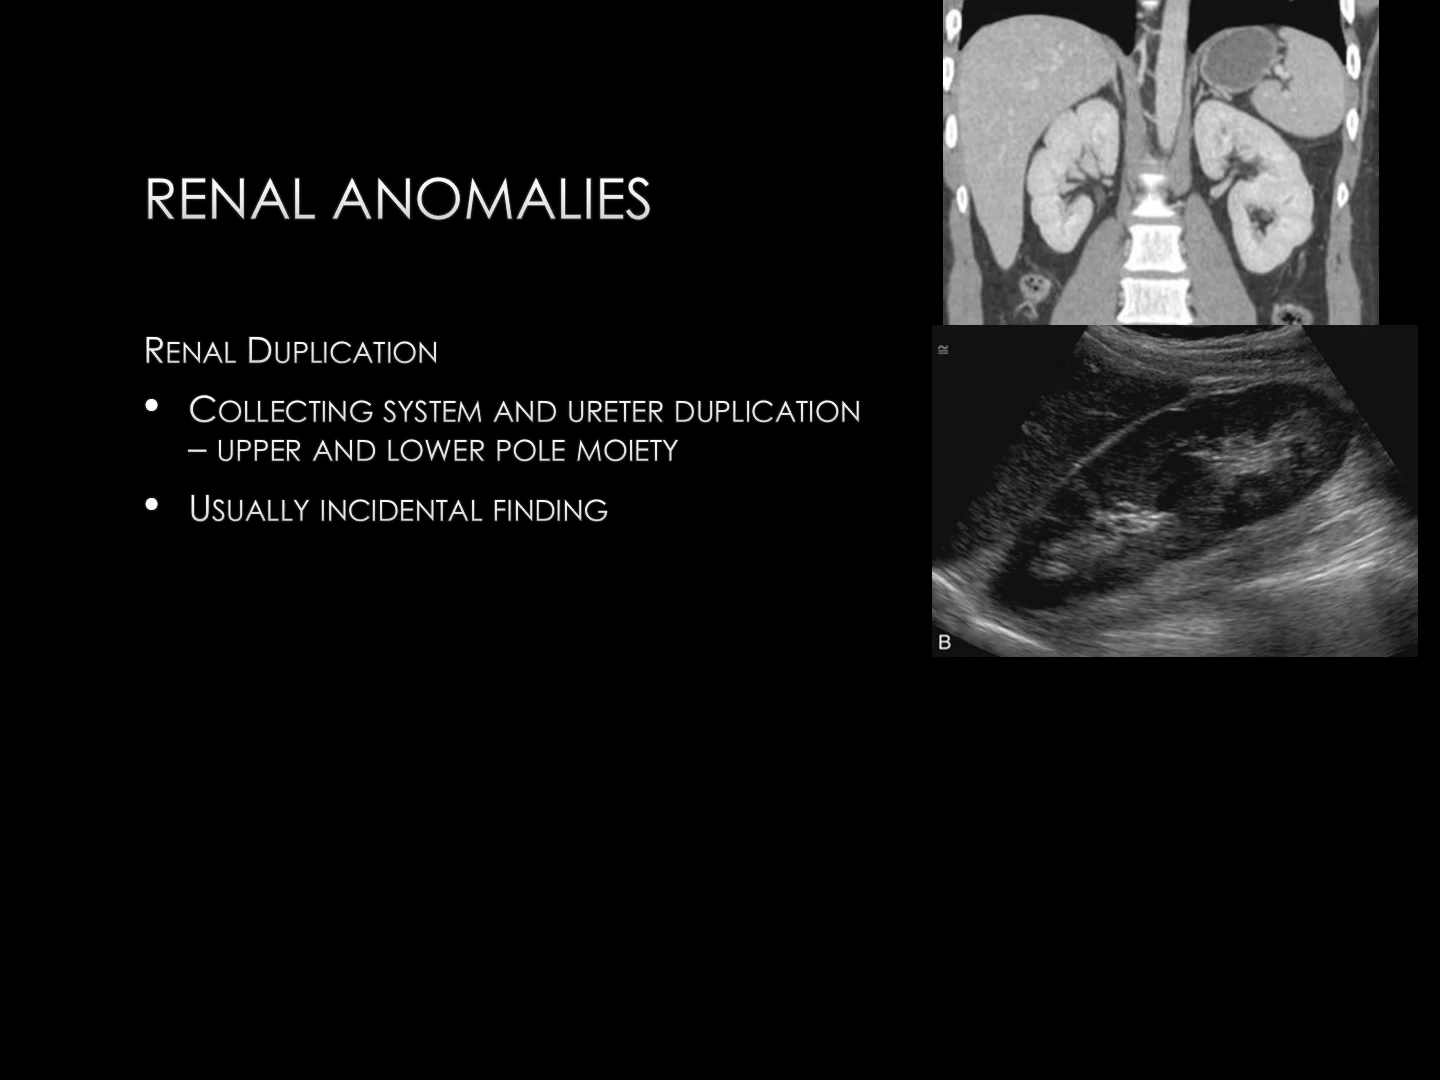 RENAL ANOMALIES
RENAL DUPLICATION
• COLLECTING SYSTEM AND URETER DUPLICATION
– UPPER AND LOWER POLE MOIETY
• USUALLY INCIDENTAL FINDING
B